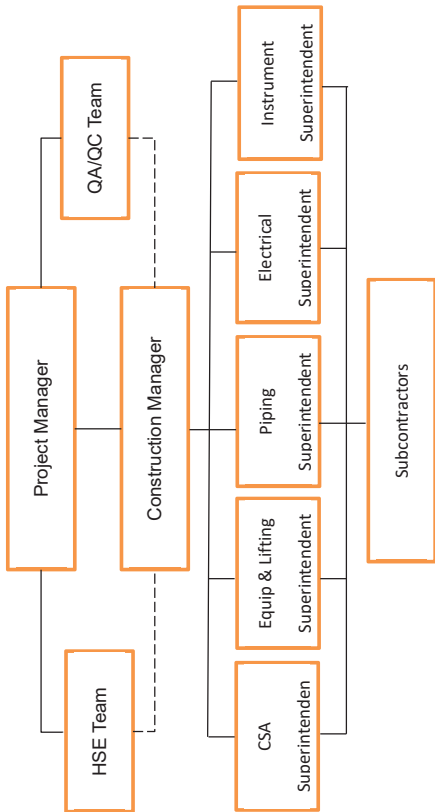 Project Manager
HSE Team
QA/QC Team
Construction Manager
CSA
Superintenden
Equip & Lifting
Superintendent
Piping
Superintendent
Electrical
Superintendent
Instrument
Superintendent
Subcontractors